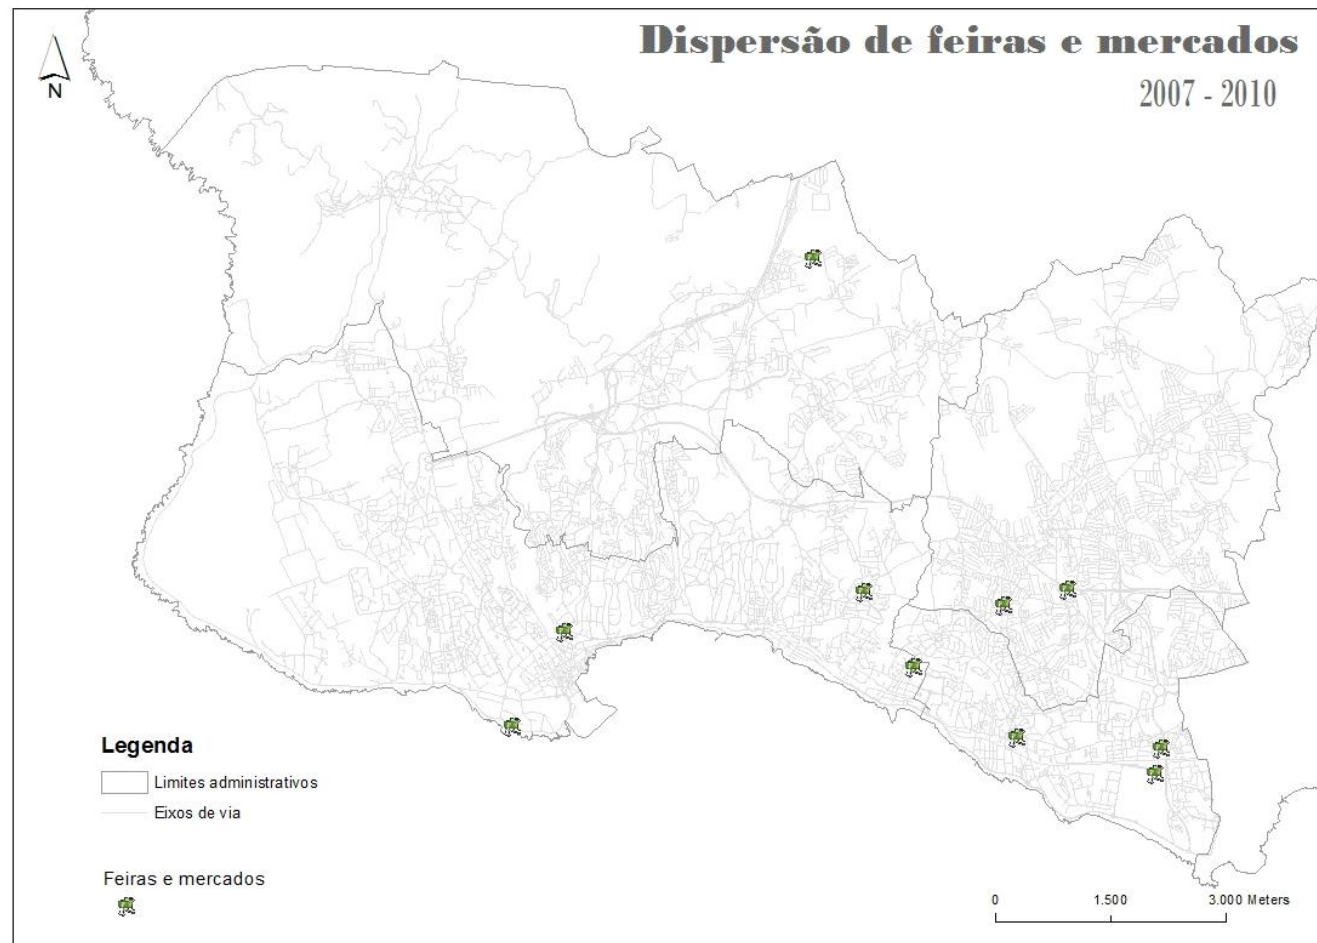 Dispersão de feiras e mercados
2007 - 2010
N
Legenda
Limites administrativos
Eixos de via
Feiras e mercados
0 1.500 3.000 Meters